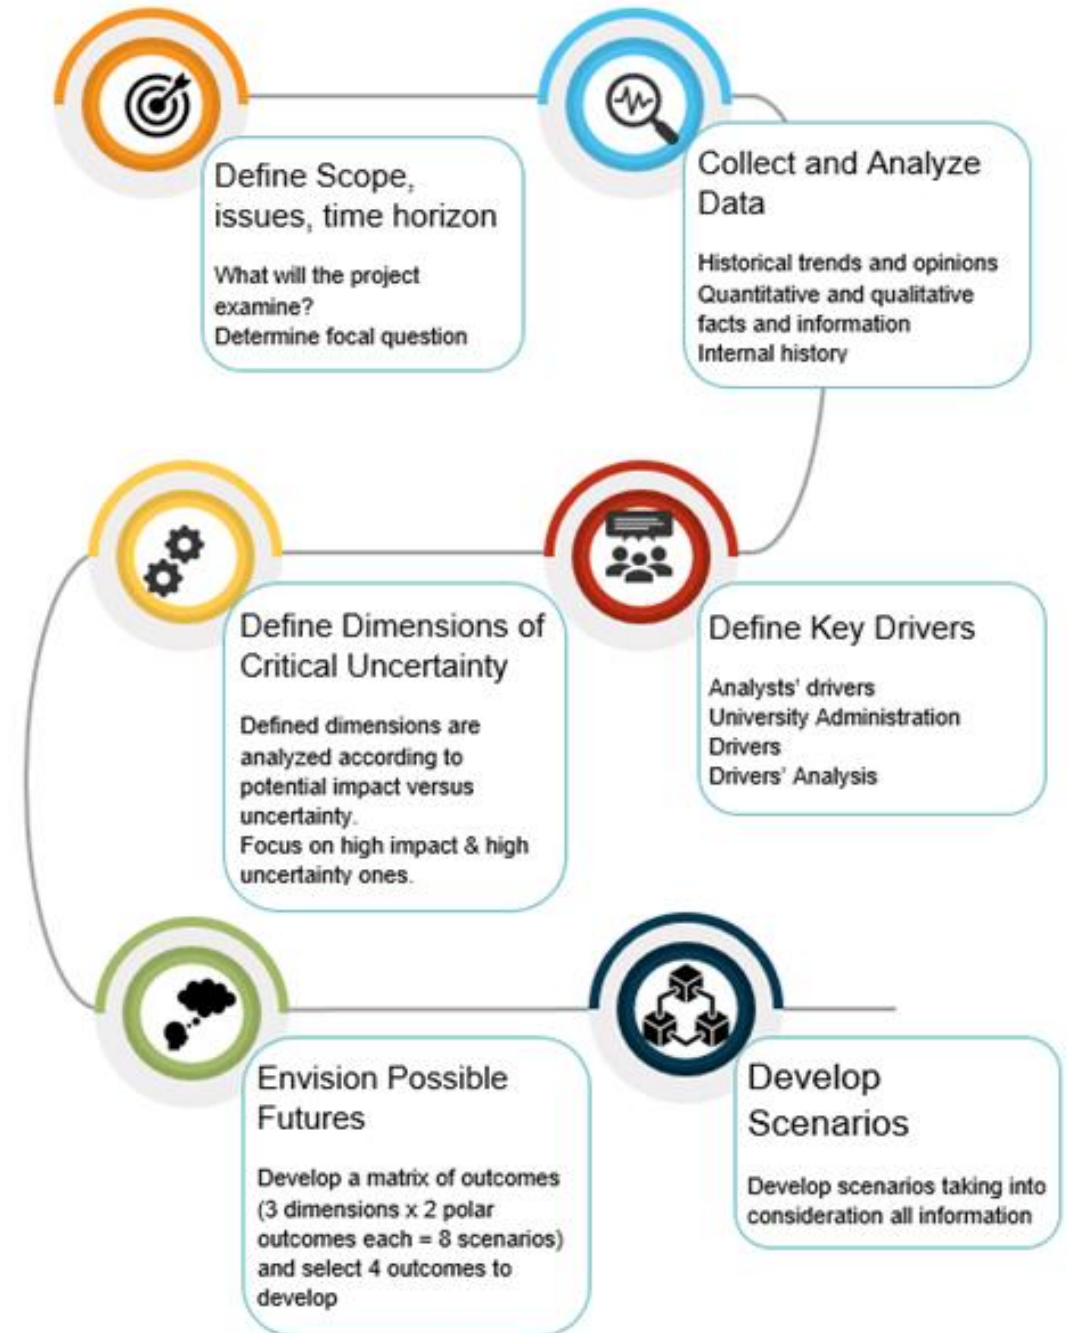 Define Scope,
issues, time horizon
What will the project
examine?
Determine focal question
Collect and Analyze
Data
Historical trends and opinions
Quantitative and qualitative
facts and information
Internal history
Define Key Drivers
Analysts' drivers
University Administration
Drivers
Drivers' Analysis
Define Dimensions of
Critical Uncertainty
Defined dimensions are
analyzed according to
potential impact versus
uncertainty.
Focus on high impact & high
uncertainty ones.
Envision Possible
Futures
Develop a matrix of outcomes
(3 dimensions x 2 polar
outcomes each = 8 scenarios)
and select 4 outcomes to
develop
Develop
Scenarios
Develop scenarios taking into
consideration all information